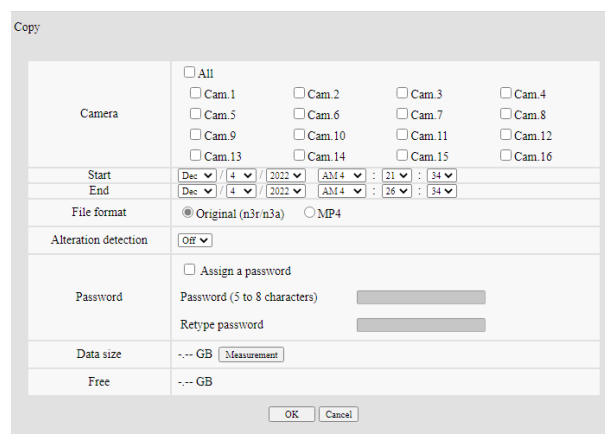 Copy
All
Cam.1 Cam.2 Cam.3 Cam.4
Camera Cam.5 Cam.6 Cam.7 Cam.8
Cam.9 Cam.10 Cam.11 Cam.12
Cam.13 Cam.14 Cam.15 Cam.16
Start Dec / 4 / 2022 AM 4 : 21 : 34
End Dec / 4 / 2022 AM 4 : 26 : 34
File format Original (n3r/n3a) MP4
Alteration detection Off
Assign a password
Password Password (5 to 8 characters)
Retype password
Data size -.-- GB Measurement
Free -.-- GB
OK Cancel